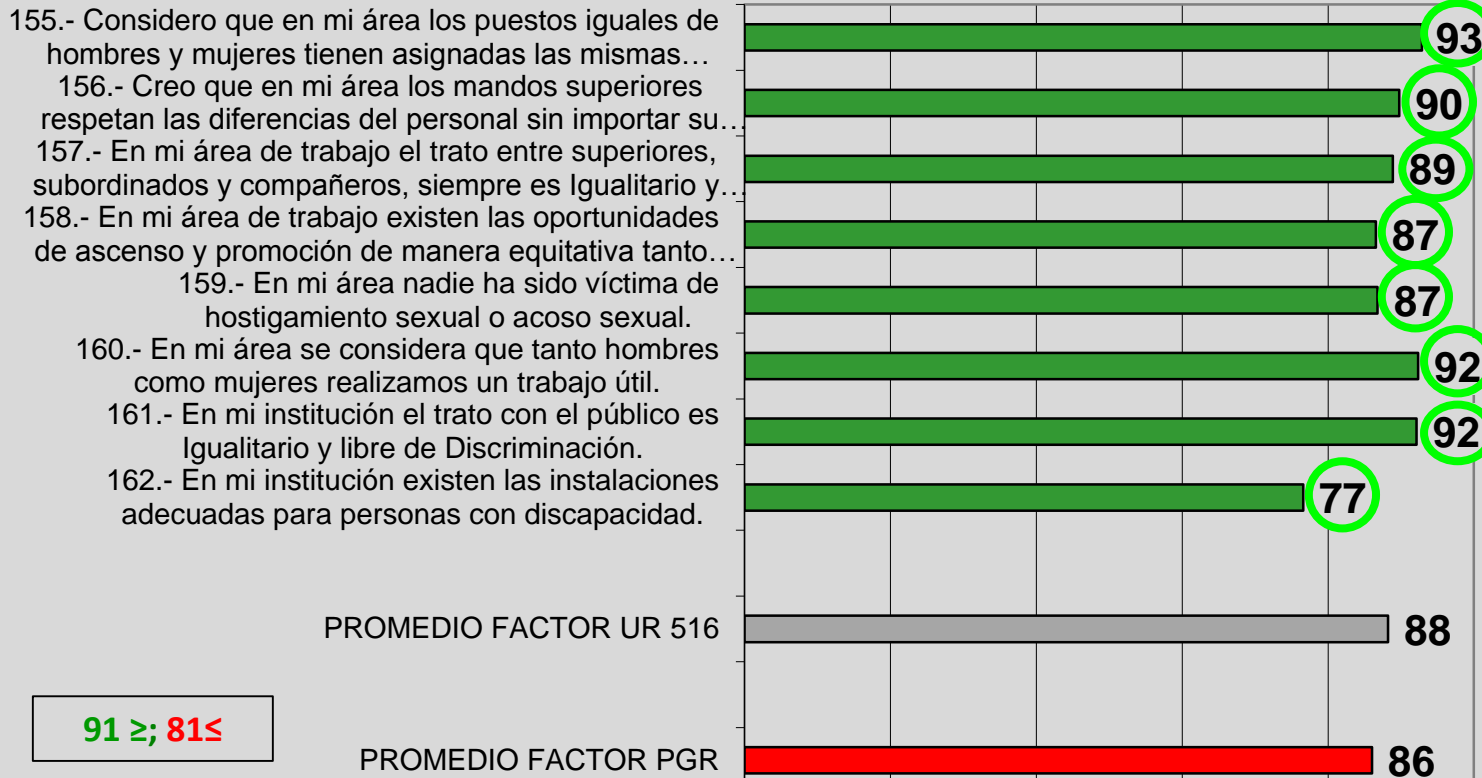 155.- Considero que en mi área los puestos iguales de
hombres y mujeres tienen asignadas las mismas…
93
156.- Creo que en mi área los mandos superiores
respetan las diferencias del personal sin importar su…
90
157.- En mi área de trabajo el trato entre superiores,
subordinados y compañeros, siempre es Igualitario y…
89
158.- En mi área de trabajo existen las oportunidades
de ascenso y promoción de manera equitativa tanto…
87
159.- En mi área nadie ha sido víctima de
hostigamiento sexual o acoso sexual.
87
160.- En mi área se considera que tanto hombres
como mujeres realizamos un trabajo útil.
92
161.- En mi institución el trato con el público es
Igualitario y libre de Discriminación.
92
162.- En mi institución existen las instalaciones
adecuadas para personas con discapacidad.
77
PROMEDIO FACTOR UR 516
88
91 ≥; 81≤
PROMEDIO FACTOR PGR
86